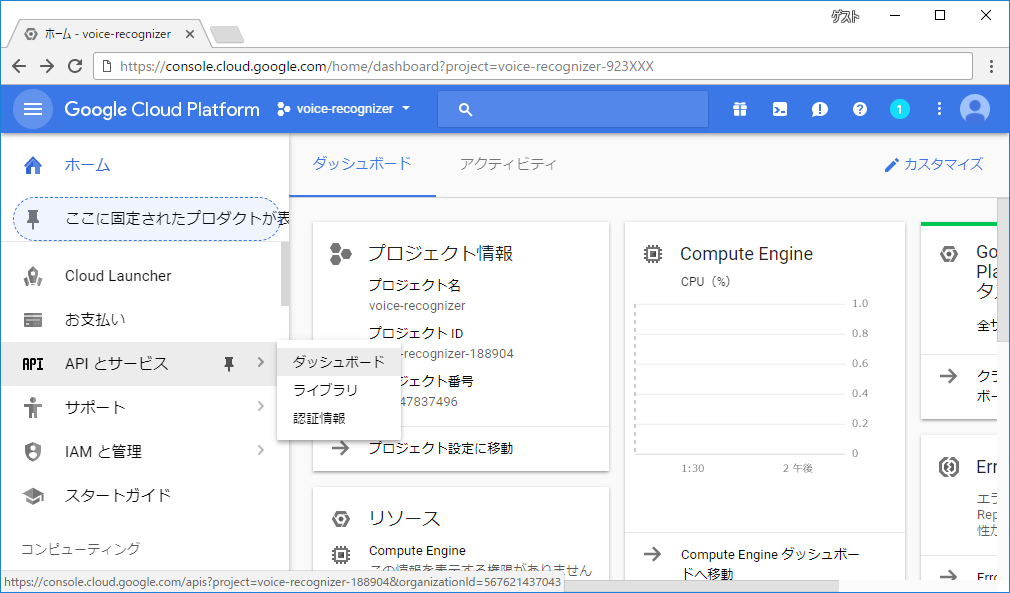 ゲスト
ホーム - voice-recognizer
https://console.cloud.google.com/home/dashboard?project=voice-recognizer-923XXX
Google Cloud Platform
voice-recognizer
1
ホーム
ダッシュボード
アクティビティ
カスタマイズ
ここに固定されたプロダクトが表
Cloud Launcher
お支払い
API API とサービス
サポート
IAM と管理
スタートガイド
コンピューティング
ダッシュボード
ライブラリ
認証情報
プロジェクト情報
プロジェクト名
voice-recognizer
プロジェクト ID
-recognizer-188904
ジェクト番号
47837496
プロジェクト設定に移動
リソース
Compute Engine
この情報を表示する権限がありません
Compute Engine
CPU（%）
1.0
0.8
0.6
0.4
0.2
0
1:30
2 午後
Compute Engine ダッシュボー
ドへ移動
Go
Pla
タス
全サ
クラ
ボー
Err
エラ
Rep
性が
Erro
https://console.cloud.google.com/apis?project=voice-recognizer-188904&organizationId=567621437043